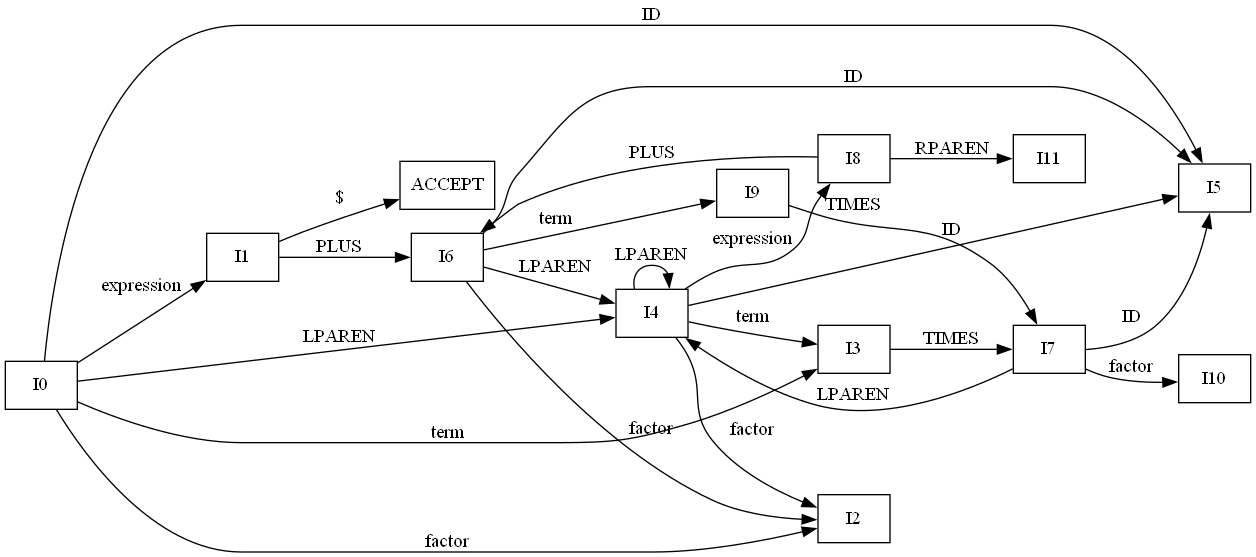 ID
ID
PLUS
I8
RPAREN
I11
$
ACCEPT
I9
I5
term
TIMES
expression
ID
I1
PLUS
I6
LPAREN
LPAREN
expression
I4
term
LPAREN
I3
TIMES
I7
ID
I0
factor
I10
LPAREN
term
factor
factor
I2
factor